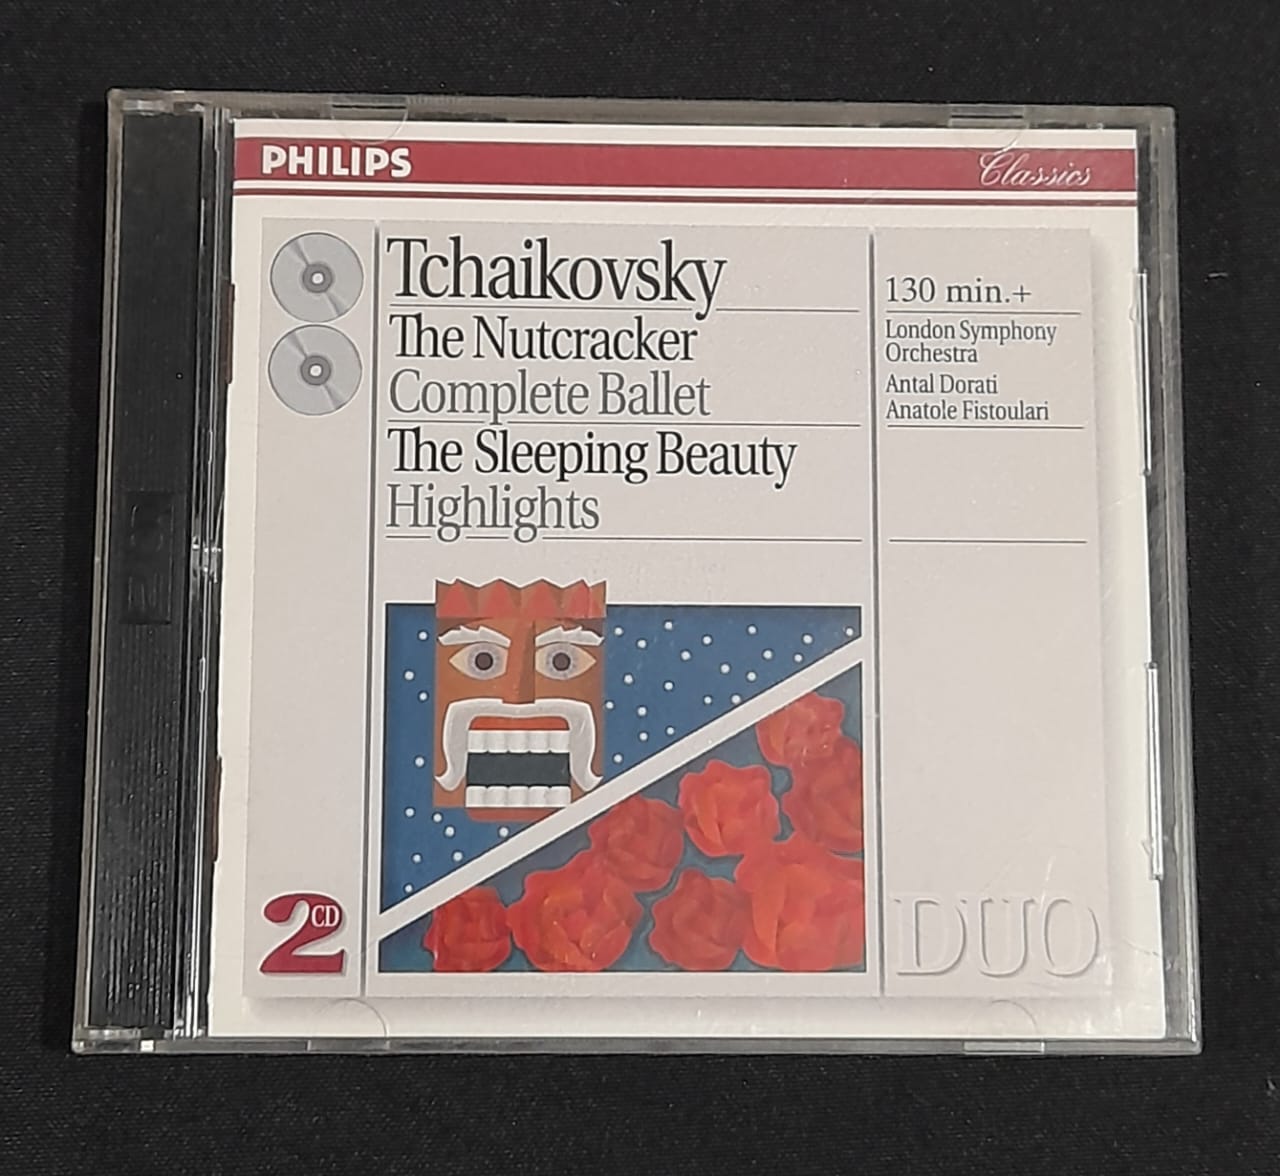 PHILIPS
Classics
Tchaikovsky
The Nutcracker
Complete Ballet
The Sleeping Beauty
Highlights
130 min.+
London Symphony
Orchestra
Antal Dorati
Anatole Fistoulari
2CD
DUO